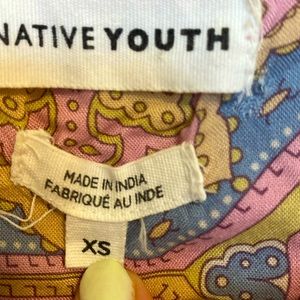 NATIVE YOUTH
MADE IN INDIA
FABRIQUÉ AU INDE
XS